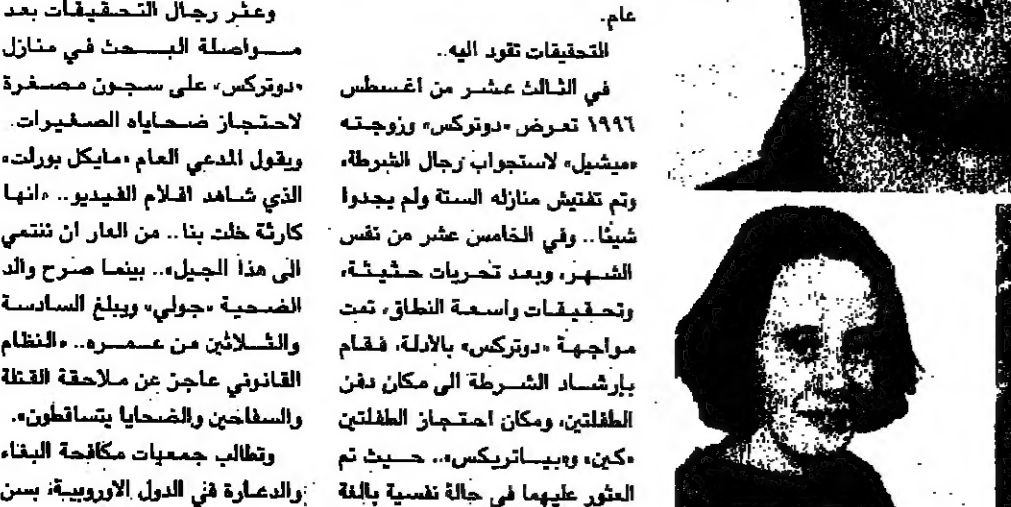 عام.
التحقيقات تقود اليه..
في الثالث عشر من أغسطس
١٩٩٦ تعرض «دوتركس» وزوجته
«ميشيل» لاستجواب رجال الشرطة،
وتم تفتيش منازله الستة ولم يجدوا
شيئا.. وفي الخامس عشر من نفس
الشهر، وبعد تحريات حثيثة،
وتحقيقات واسعة النطاق، تمت
مواجهة «دوتركس» بالأدلة، فقام
بإرشاد الشرطة الى مكان دفن
الطفلتين، ومكان احتجاز الطفلتين
«كين» و«بياتريكس».. حيث تم
العثور عليهما في حالة نفسية بالغة
وعثر رجال التحقيقات بعد
مواصلة البحث في منازل
«دوتركس» على سجون مصغرة
لاحتجاز ضحاياه الصغيرات.
ويقول المدعي العام «مايكل بورلت»
الذي شاهد افلام الفيديو.. «انها
كارثة حلت بنا.. من العار ان ننتمي
الى هذا الجيل».. بينما صرح والد
الضحية «جولي» ويبلغ السادسة
والثلاثين من عمره.. «النظام
القانوني عاجز عن ملاحقة القتلة
والسفاحين والضحايا يتساقطون».
وتطالب جمعيات مكافحة البغاء
والدعارة في الدول الاوروبية، بسن